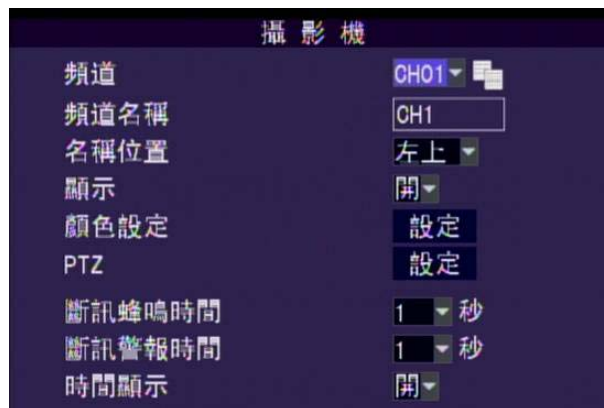 攝影機
頻道 CH01
頻道名稱 CH1
名稱位置 左上
顯示 開
顏色設定 設定
PTZ 設定
斷訊蜂鳴時間 1 秒
斷訊警報時間 1 秒
時間顯示 開